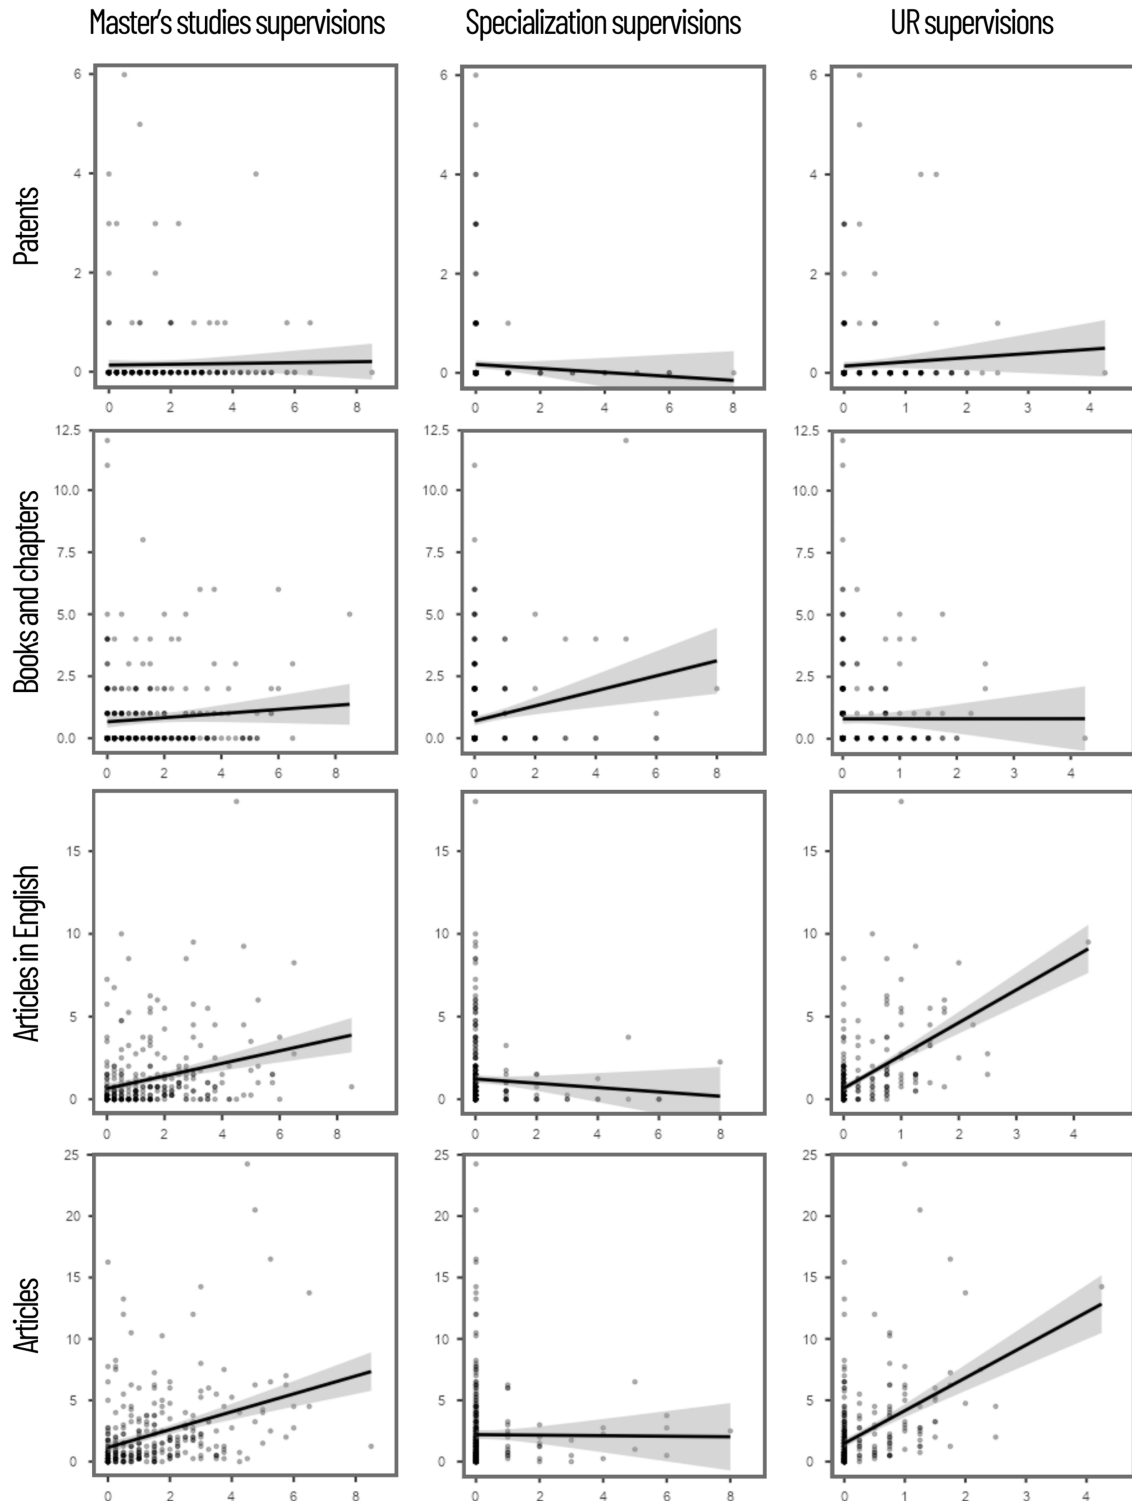 Master's studies supervisions Specialization supervisions UR supervisions
Patents
6 6 6
4 4 4
2 2 2
0 0 0
0 2 4 6 8 0 2 4 6 8 0 1 2 3 4
Books and chapters
12.5 12.5 12.5
10.0 10.0 10.0
7.5 7.5 7.5
5.0 5.0 5.0
2.5 2.5 2.5
0.0 0.0 0.0
0 2 4 6 8 0 2 4 6 8 0 1 2 3 4
Articles in English
15 15 15
10 10 10
5 5 5
0 0 0
0 2 4 6 8 0 2 4 6 8 0 1 2 3 4
Articles
25 25 25
20 20 20
15 15 15
10 10 10
5 5 5
0 0 0
0 2 4 6 8 0 2 4 6 8 0 1 2 3 4